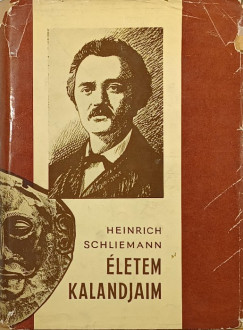 HEINRICH
SCHLIEMANN
ÉLETEM
KALANDJAIM